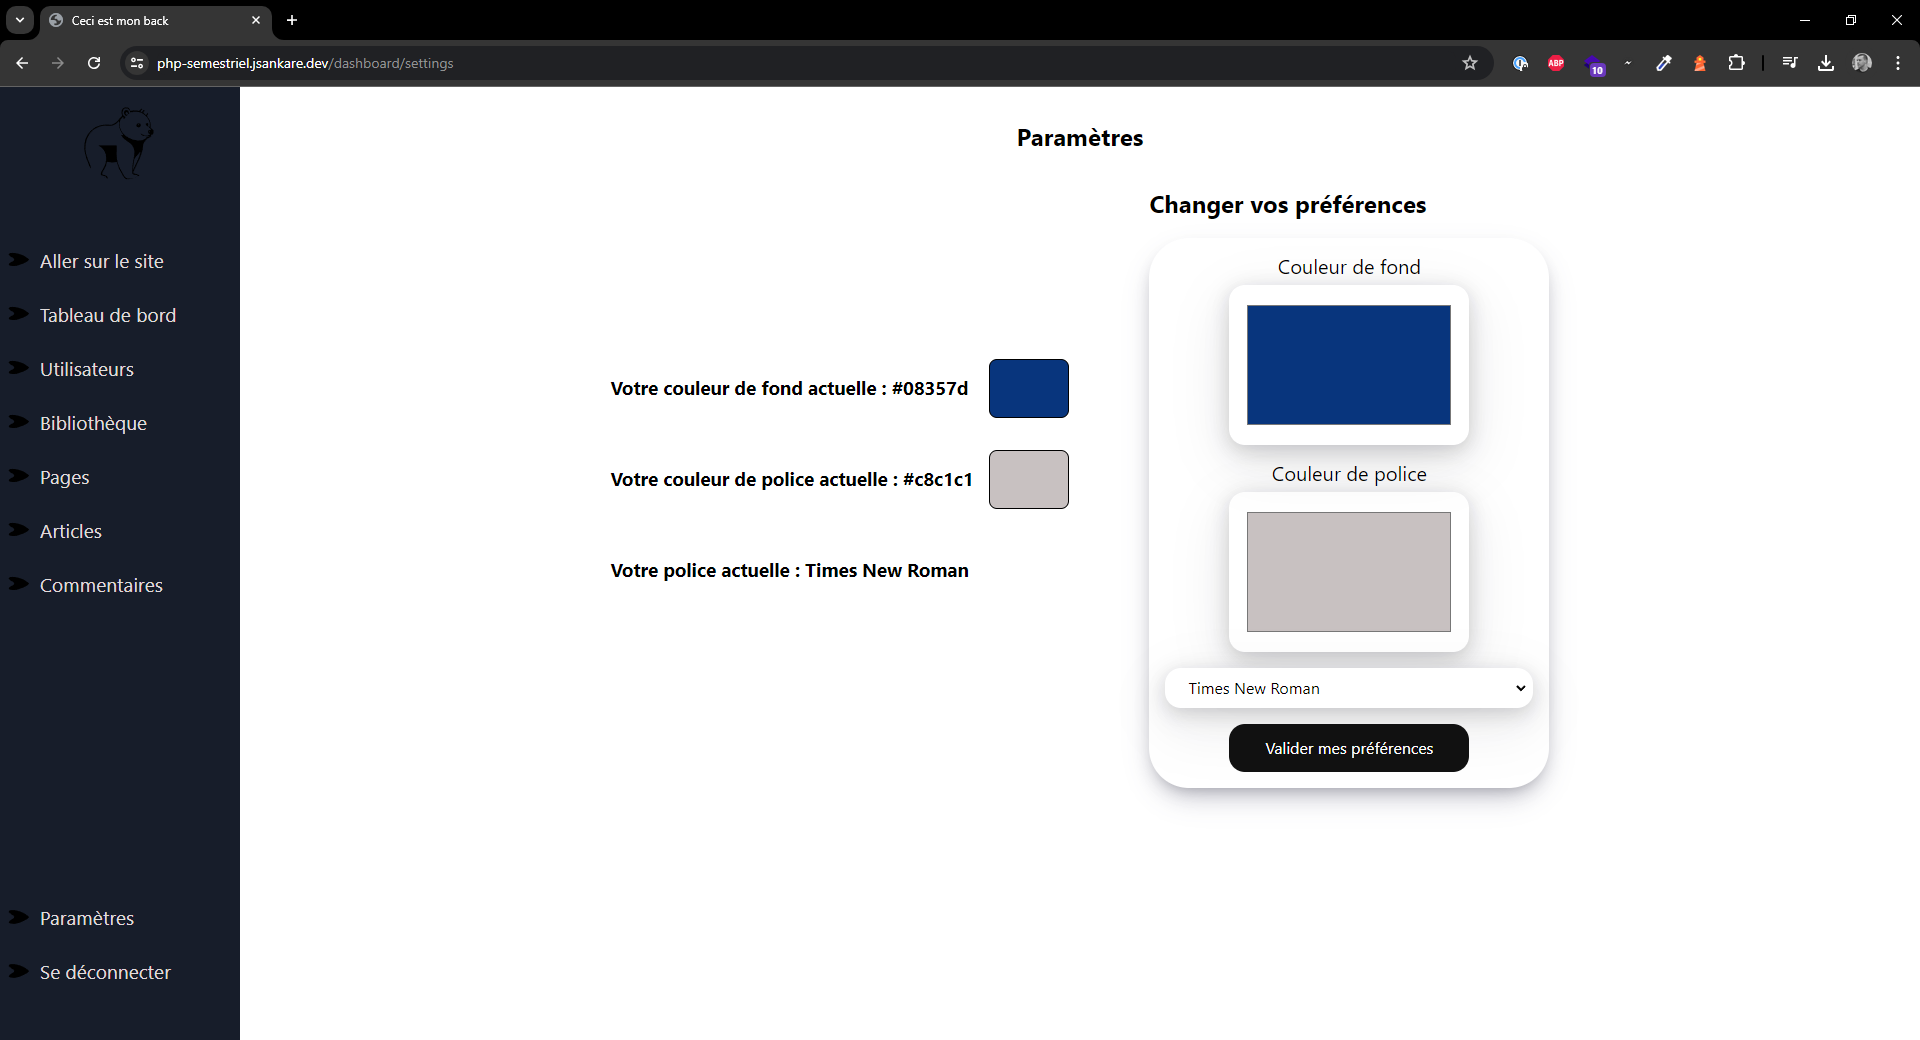 Ceci est mon back
php-semestriel.jsankare.dev/dashboard/settings
ABP
10
Aller sur le site
Tableau de bord
Utilisateurs
Bibliothèque
Pages
Articles
Commentaires
Paramètres
Se déconnecter
Paramètres
Votre couleur de fond actuelle : #08357d
Votre couleur de police actuelle : #c8c1c1
Votre police actuelle : Times New Roman
Changer vos préférences
Couleur de fond
Couleur de police
Times New Roman
Valider mes préférences